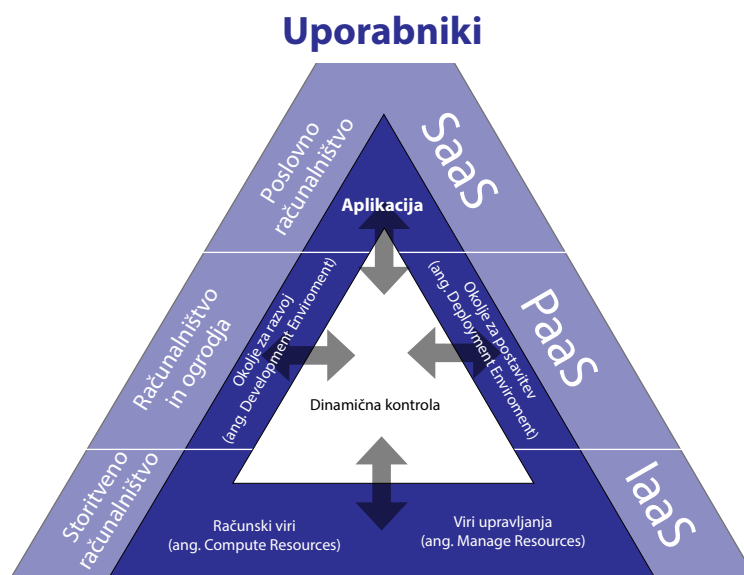 Uporabniki
Poslovno
računalništvo
SaaS
Aplikacija
Računalništvo
in ogrodja
Okolje za razvoj
(ang. Development Enviroment)
Okolje za postavitev
(ang. Deployment Enviroment)
PaaS
Dinamična kontrola
Storitveno
računalništvo
IaaS
Računski viri
(ang. Compute Resources)
Viri upravljanja
(ang. Manage Resources)